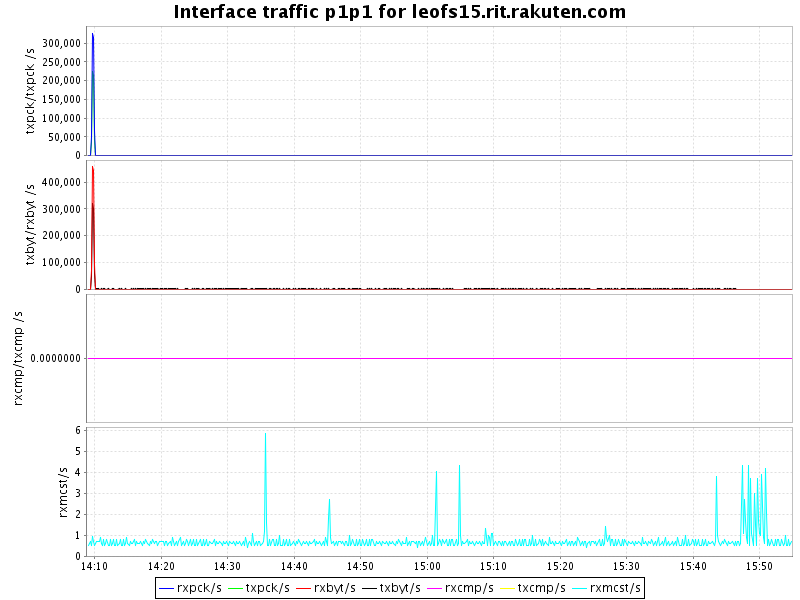 Interface traffic p1p1 for leofs15.rit.rakuten.com
txpck/txpck /s
300,000
250,000
200,000
150,000
100,000
50,000
0
txbyt/rxbyt /s
400,000
300,000
200,000
100,000
0
rxcmp/txcmp /s
0.0000000
rxmcst/s
6
5
4
3
2
1
0
14:10 14:20 14:30 14:40 14:50 15:00 15:10 15:20 15:30 15:40 15:50
rxpck/s txpck/s rxbyt/s txbyt/s rxcmp/s txcmp/s rxmcst/s